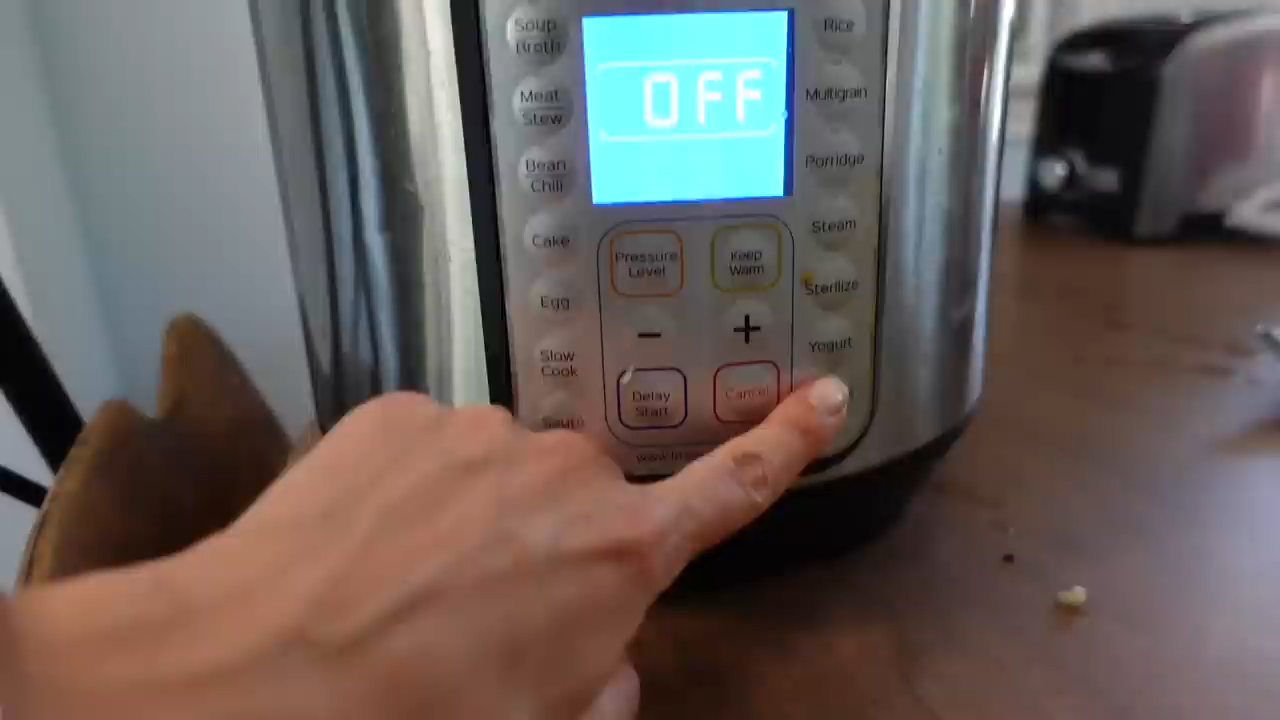 Soup
Broth
Meat
Stew
Bean
Chili
Cake
Egg
Slow
Cook
Sauté
OFF
Pressure
Level
Keep
Warm
-
+
Delay
Start
Cancel
Rice
Multigrain
Porridge
Steam
Sterilize
Yogurt